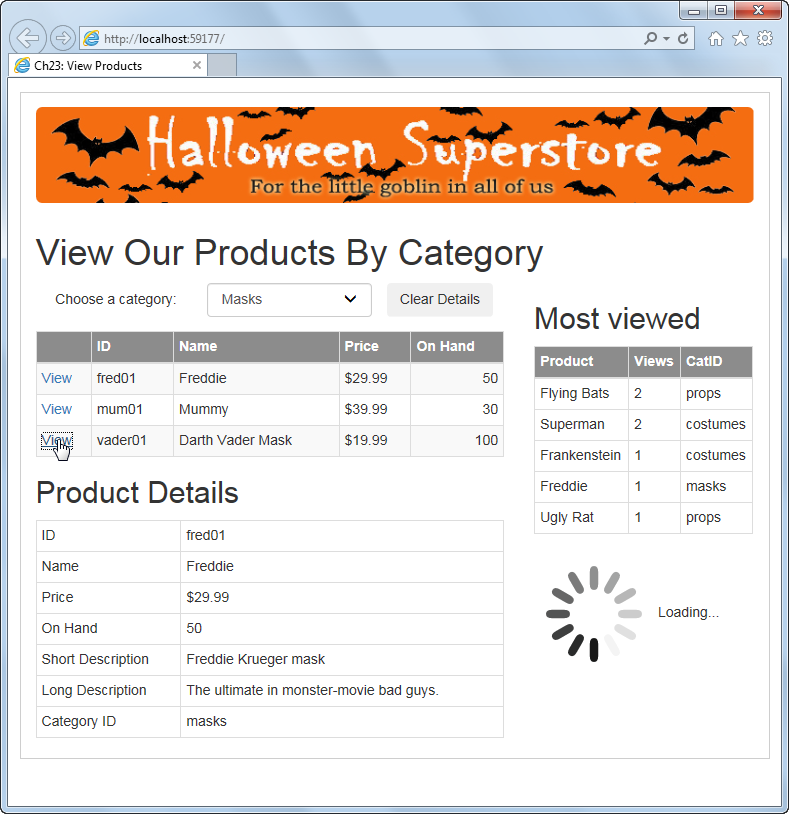 http://localhost:59177/
Ch23: View Products
Halloween Superstore
For the little goblin in all of us
View Our Products By Category
Choose a category: Masks Clear Details
ID Name Price On Hand
View fred01 Freddie $29.99 50
View mum01 Mummy $39.99 30
View vader01 Darth Vader Mask $19.99 100
Product Details
ID fred01
Name Freddie
Price $29.99
On Hand 50
Short Description Freddie Krueger mask
Long Description The ultimate in monster-movie bad guys.
Category ID masks
Most viewed
Product Views CatID
Flying Bats 2 props
Superman 2 costumes
Frankenstein 1 costumes
Freddie 1 masks
Ugly Rat 1 props
Loading...